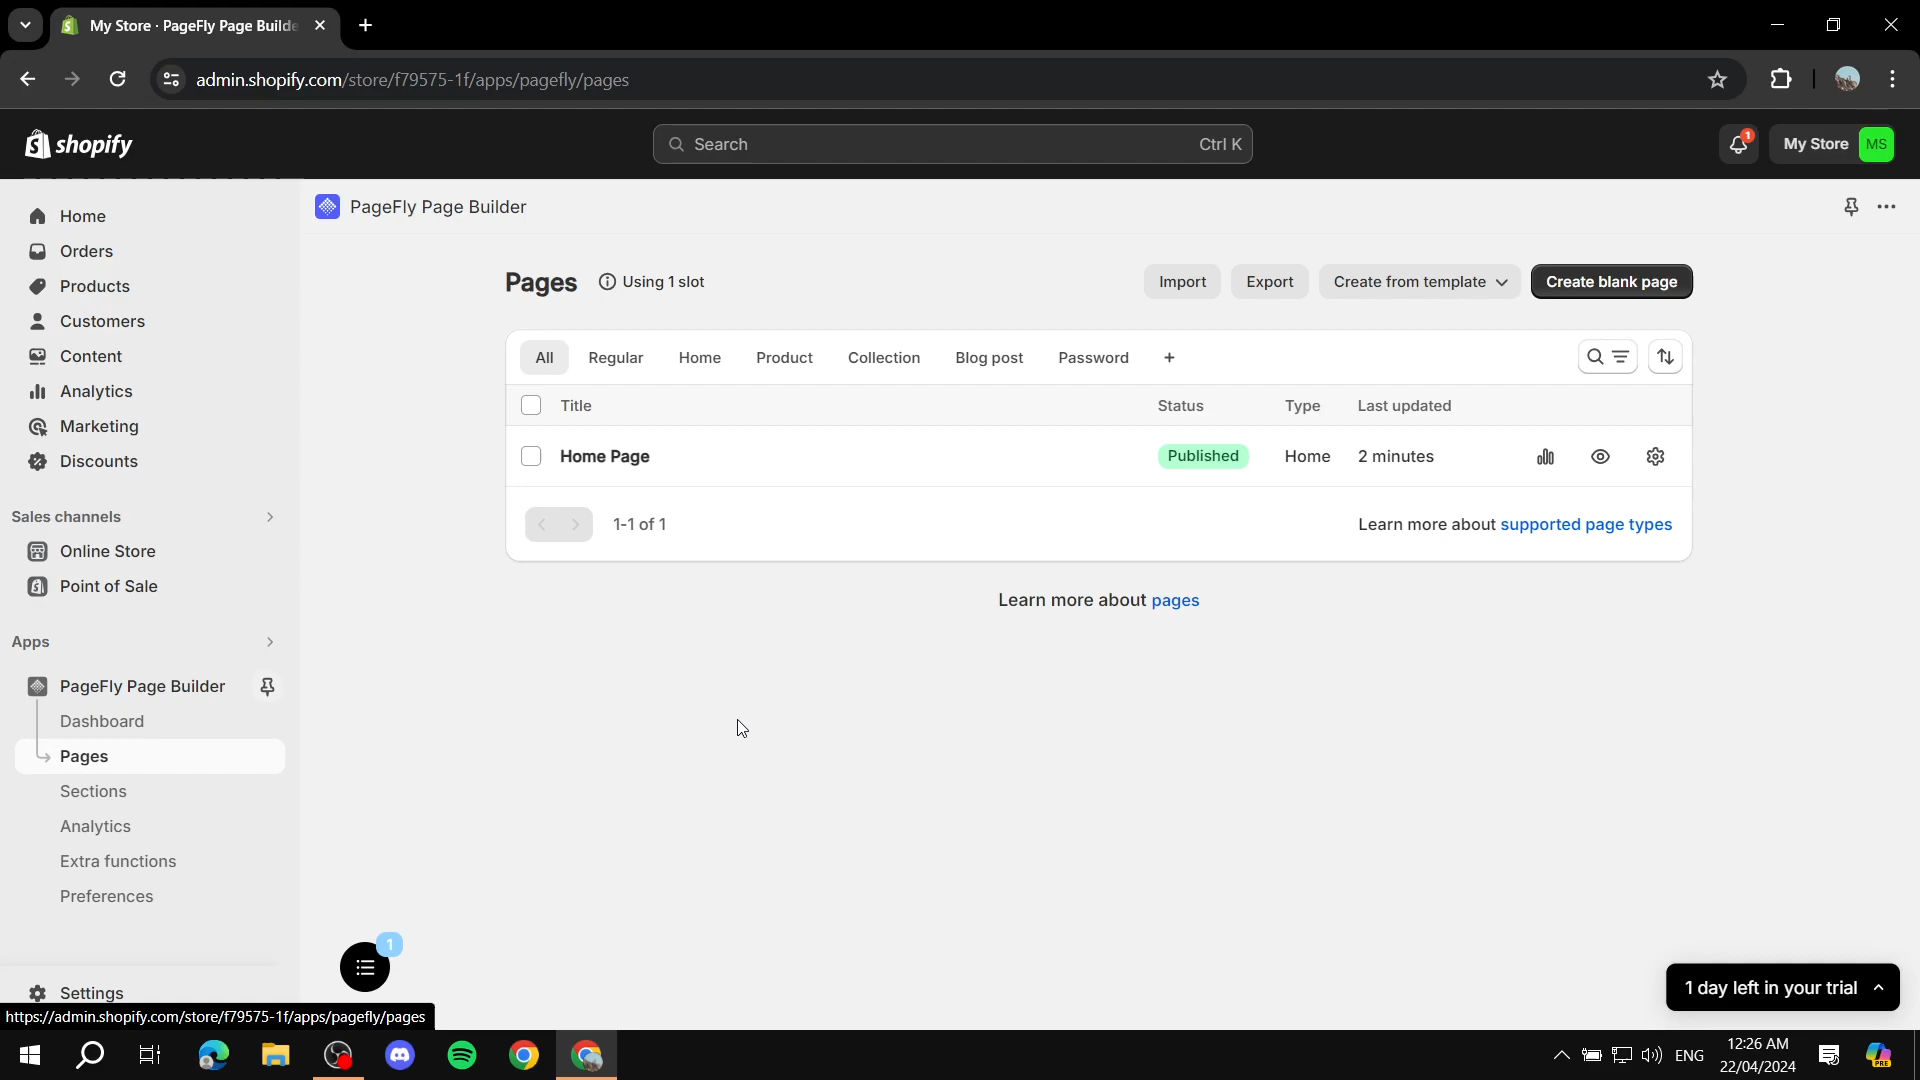 My Store · PageFly Page Builde
admin.shopify.com/store/f79575-1f/apps/pagefly/pages
shopify
Search
Ctrl K
1
My Store
MS
Home
Orders
Products
Customers
Content
Analytics
Marketing
Discounts
Sales channels
Online Store
Point of Sale
Apps
PageFly Page Builder
Dashboard
Pages
Sections
Analytics
Extra functions
Preferences
Settings
https://admin.shopify.com/store/f79575-1f/apps/pagefly/pages
PageFly Page Builder
Pages
Using 1 slot
Import
Export
Create from template
Create blank page
All
Regular
Home
Product
Collection
Blog post
Password
+
Title
Status
Type
Last updated
Home Page
Published
Home
2 minutes
1-1 of 1
Learn more about supported page types
Learn more about pages
1
1 day left in your trial
ENG
12:26 AM
22/04/2024
PRE